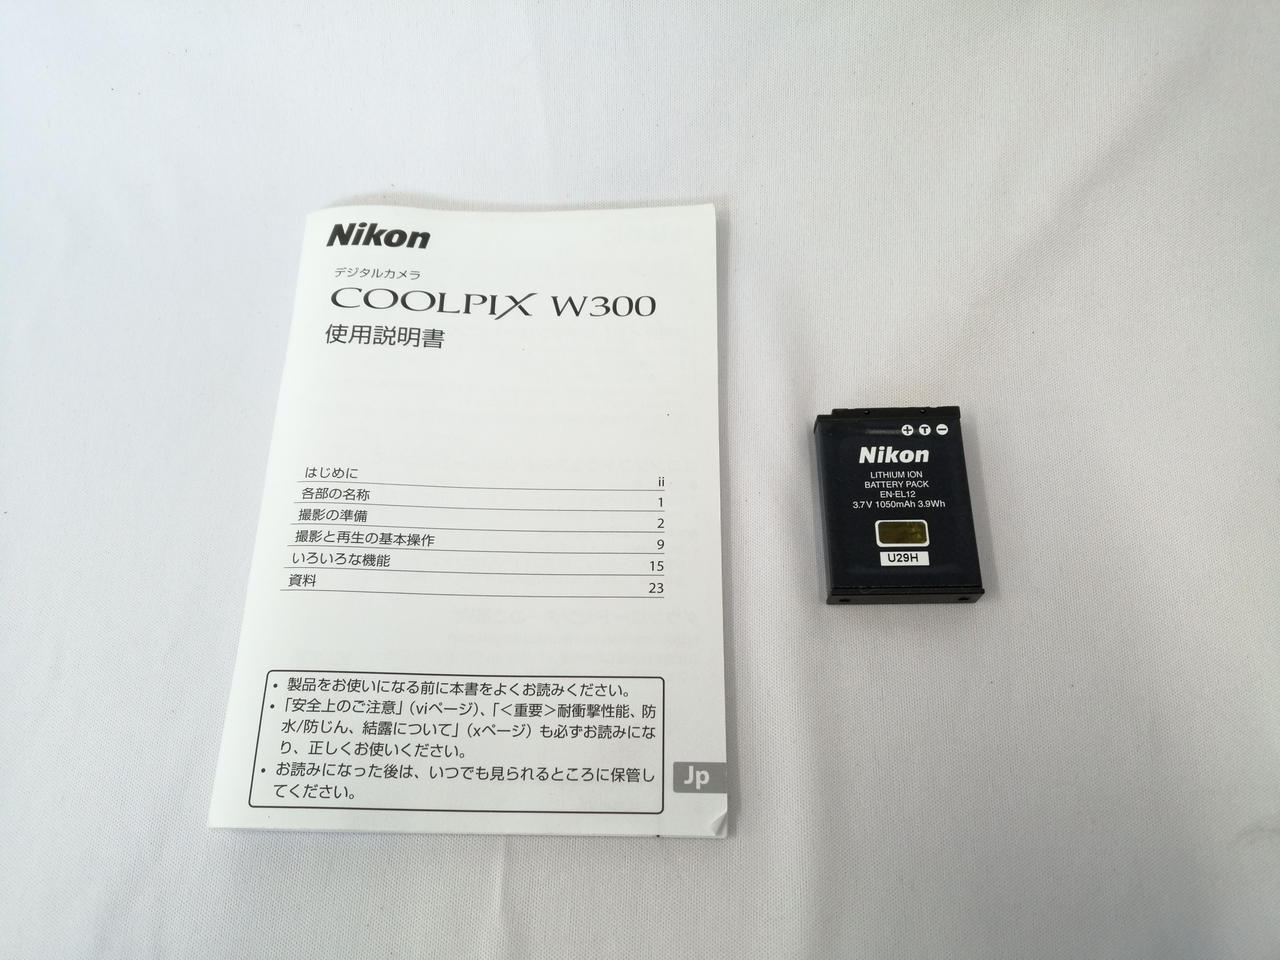 Nikon
デジタルカメラ
COOLPIX W300
使用説明書
はじめに ii
各部の名称 1
撮影の準備 2
撮影と再生の基本操作 9
いろいろな機能 15
資料 23
• 製品をお使いになる前に本書をよくお読みください。
• 「安全上のご注意」（viページ）、「＜重要＞耐衝撃性能、防
水/防じん、結露について」（xページ）も必ずお読みにな
り、正しくお使いください。
• お読みになった後は、いつでも見られるところに保管し
てください。
Jp
+ T −
Nikon
LITHIUM ION
BATTERY PACK
EN-EL12
3.7V 1050mAh 3.9Wh
U29H